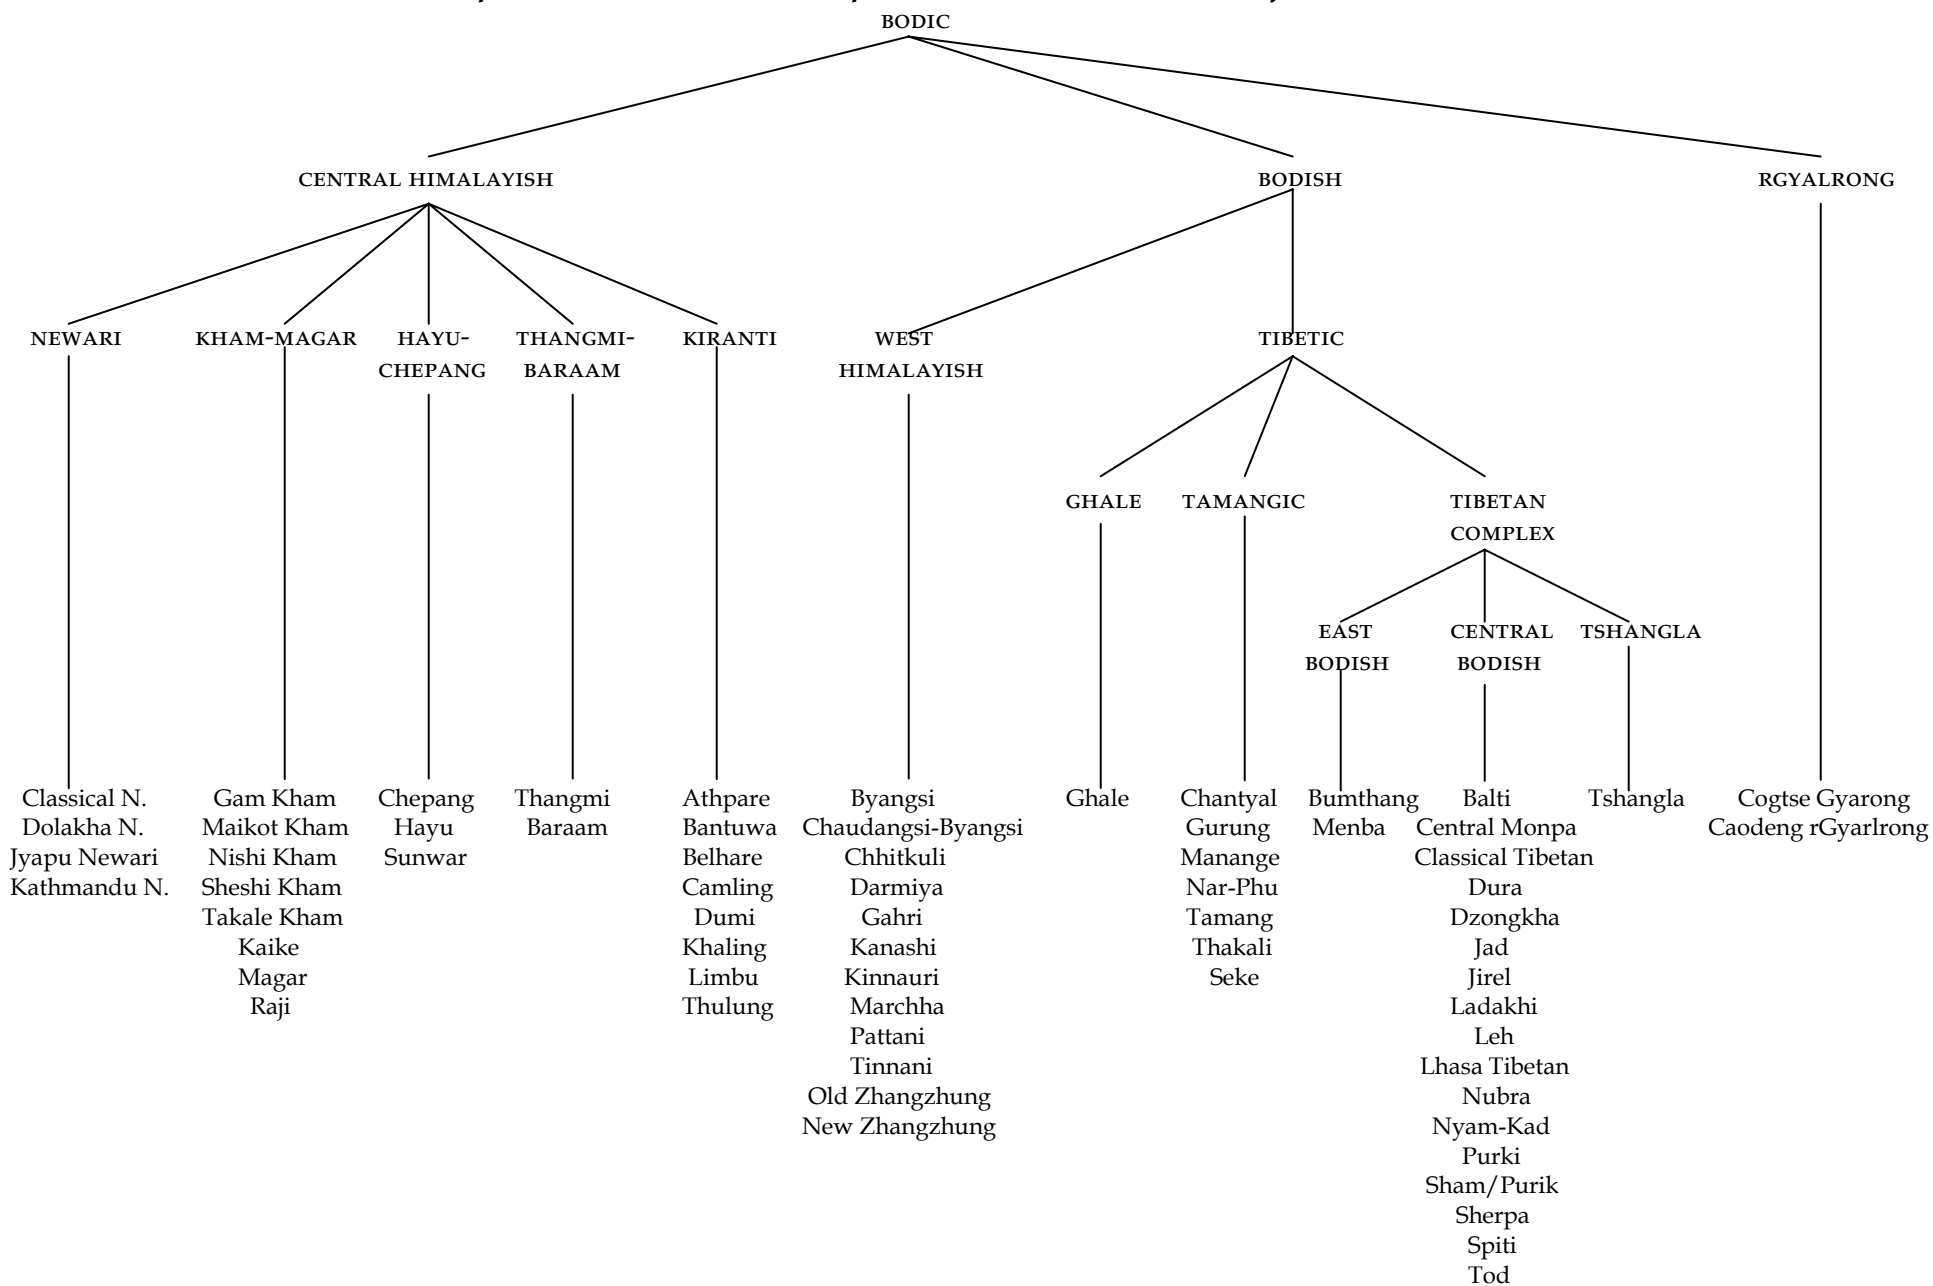 BODIC
CENTRAL HIMALAYISH
BODISH
RGYALRONG
NEWARI
KHAM-MAGAR
HAYU-
CHEPANG
THANGMI-
BARAAM
KIRANTI
WEST
HIMALAYISH
TIBETIC
GHALE
TAMANGIC
TIBETAN
COMPLEX
EAST
BODISH
CENTRAL
BODISH
TSHANGLA
Classical N.
Dolakha N.
Jyapu Newari
Kathmandu N.
Gam Kham
Maikot Kham
Nishi Kham
Sheshi Kham
Takale Kham
Kaike
Magar
Raji
Chepang
Hayu
Sunwar
Thangmi
Baraam
Athpare
Bantuwa
Belhare
Camling
Dumi
Khaling
Limbu
Thulung
Byangsi
Chaudangsi-Byangsi
Chhitkuli
Darmiya
Gahri
Kanashi
Kinnauri
Marchha
Pattani
Tinnani
Old Zhangzhung
New Zhangzhung
Ghale
Chantyal
Gurung
Manange
Nar-Phu
Tamang
Thakali
Seke
Bumthang
Menba
Balti
Central Monpa
Classical Tibetan
Dura
Dzongkha
Jad
Jirel
Ladakhi
Leh
Lhasa Tibetan
Nubra
Nyam-Kad
Purki
Sham/Purik
Sherpa
Spiti
Tod
Tshangla
Cogtse Gyarong
Caodeng rGyarlrong